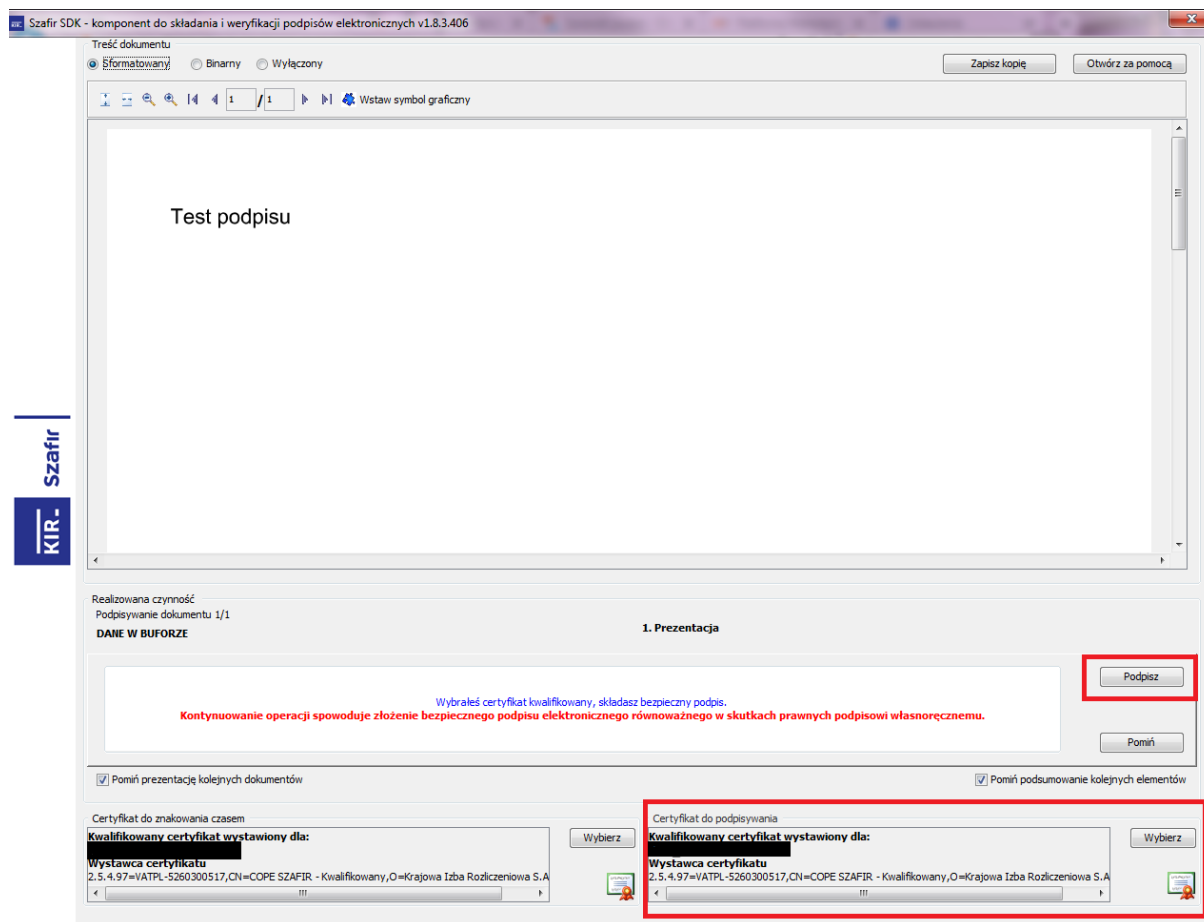 Szafir SDK - komponent do składania i weryfikacji podpisów elektronicznych v1.8.3.406
Treść dokumentu
Sformatowany Binarny Wyłączony Zapisz kopię Otwórz za pomocą
1 / 1 Wstaw symbol graficzny
Test podpisu
KIR. Szafir
Realizowana czynność
Podpisywanie dokumentu 1/1
DANE W BUFORZE
1. Prezentacja
Podpisz
Wybrałeś certyfikat kwalifikowany, składasz bezpieczny podpis.
Kontynuowanie operacji spowoduje złożenie bezpiecznego podpisu elektronicznego równoważnego w skutkach prawnych podpisowi własnoręcznemu.
Pomiń
Pomiń prezentację kolejnych dokumentów Pomiń podsumowanie kolejnych elementów
Certyfikat do znakowania czasem
Kwalifikowany certyfikat wystawiony dla:
Wybierz
Wystawca certyfikatu
2.5.4.97=VATPL-5260300517,CN=COPE SZAFIR - Kwalifikowany,O=Krajowa Izba Rozliczeniowa S.A
Certyfikat do podpisywania
Kwalifikowany certyfikat wystawiony dla:
Wybierz
Wystawca certyfikatu
2.5.4.97=VATPL-5260300517,CN=COPE SZAFIR - Kwalifikowany,O=Krajowa Izba Rozliczeniowa S.A